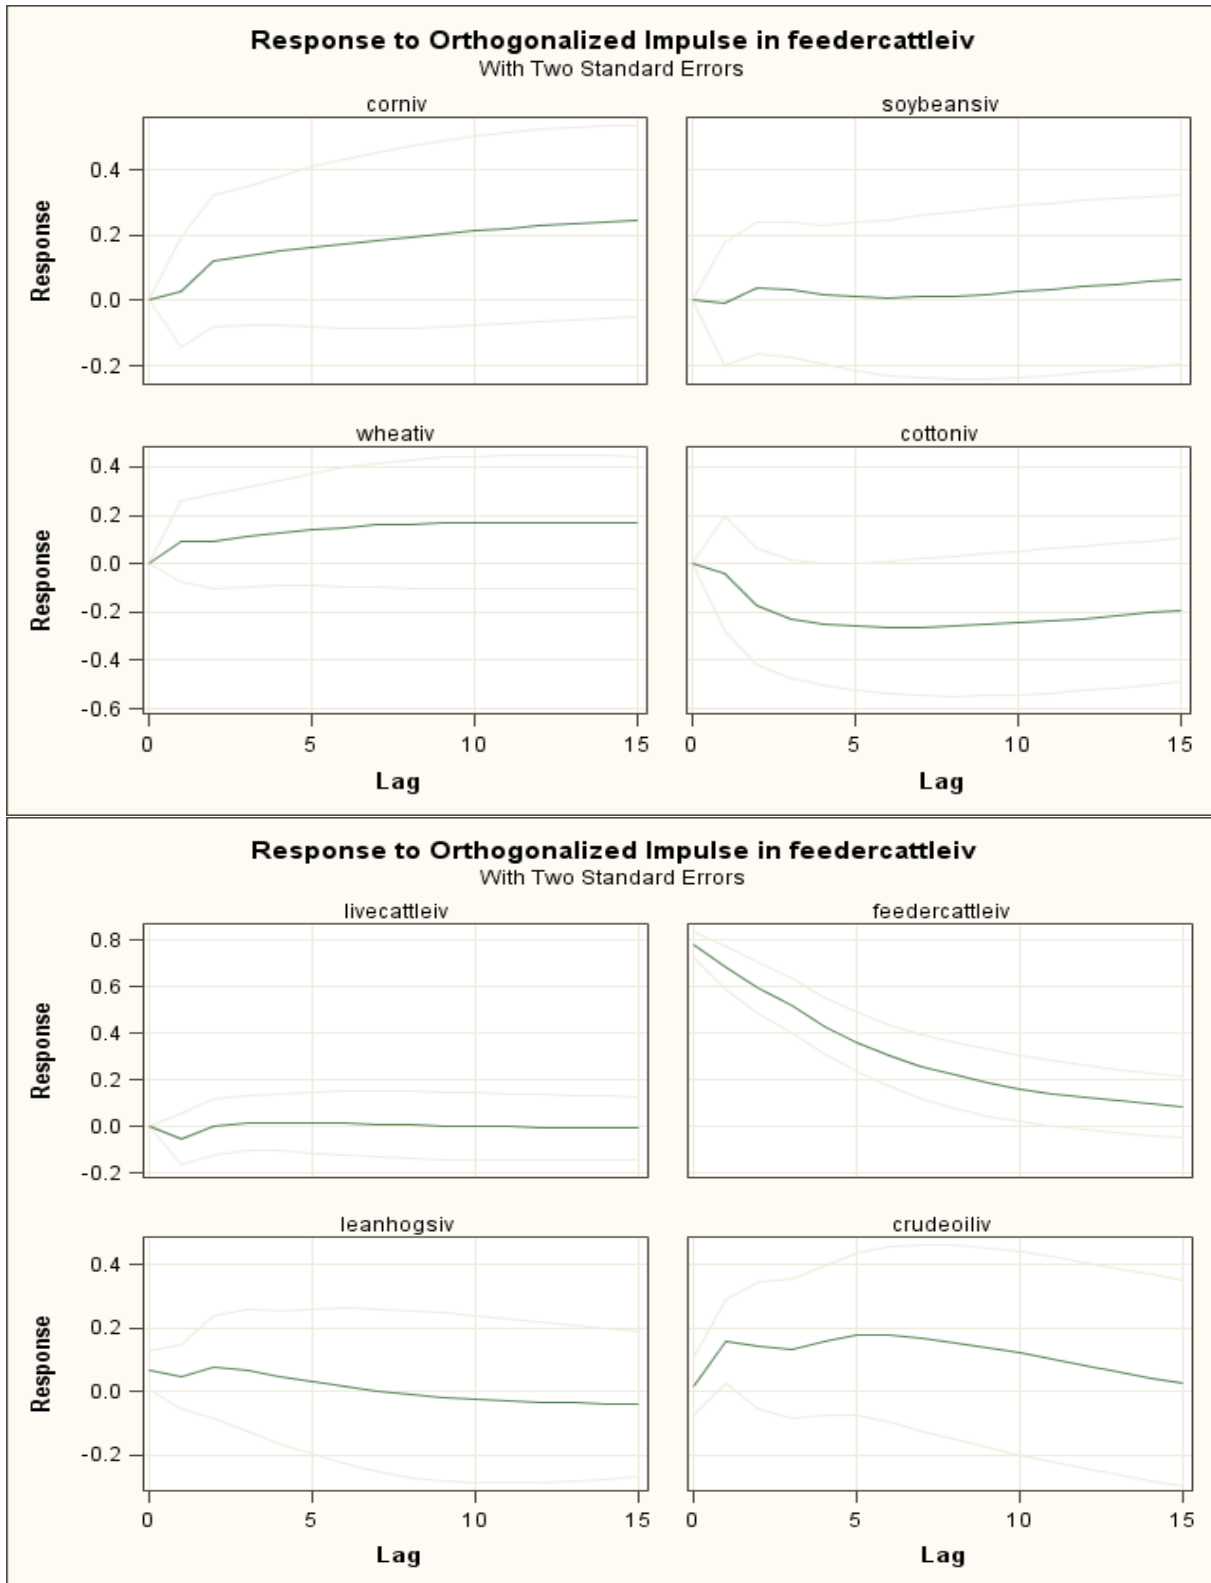 Response to Orthogonalized Impulse in feedercattleiv
With Two Standard Errors
corniv
soybeansiv
Response
0.4
0.2
0.0
-0.2
wheativ
cottoniv
Response
0.4
0.2
0.0
-0.2
-0.4
-0.6
0 5 10 15
0 5 10 15
Lag
Lag
Response to Orthogonalized Impulse in feedercattleiv
With Two Standard Errors
livecattleiv
feedercattleiv
Response
0.8
0.6
0.4
0.2
0.0
-0.2
leanhogsiv
crudeoiliv
Response
0.4
0.2
0.0
-0.2
0 5 10 15
0 5 10 15
Lag
Lag